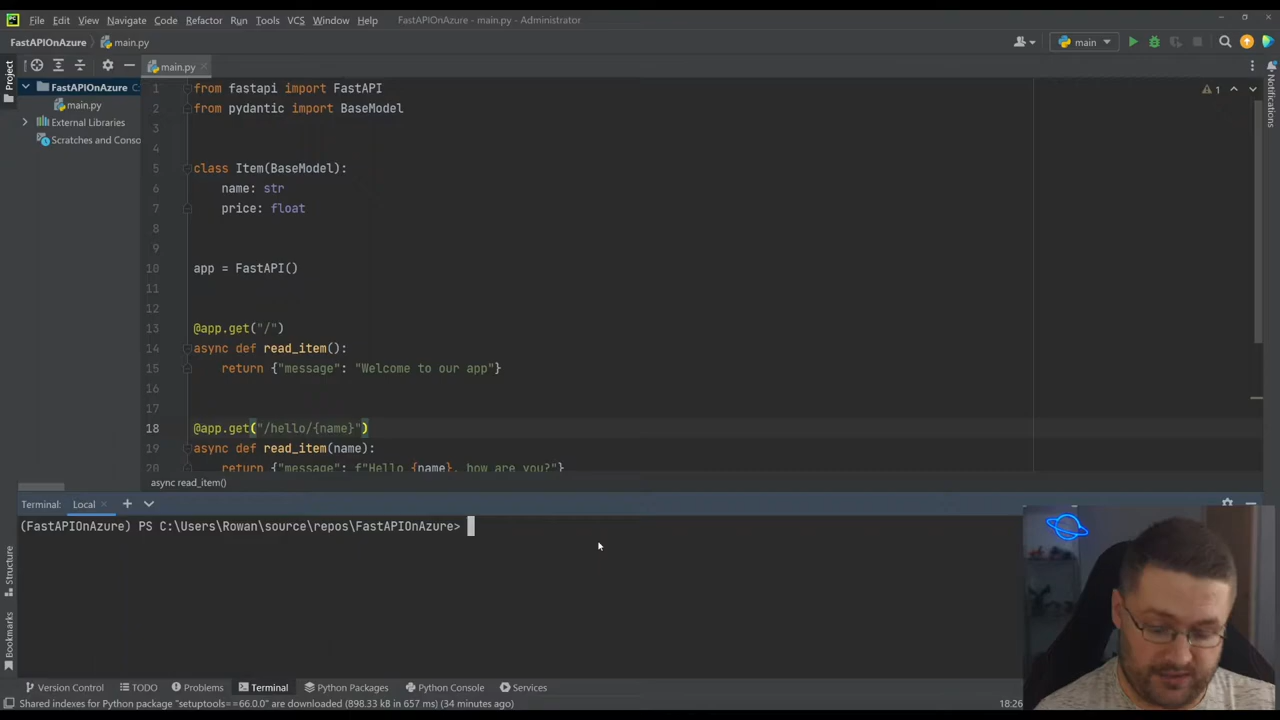 PC File Edit View Navigate Code Refactor Run Tools VCS Window Help FastAPIOnAzure - main.py - Administrator
FastAPIOnAzure main.py main
Project main.py
FastAPIOnAzure C:
main.py
External Libraries
Scratches and Conso
Notifications
1
1 from fastapi import FastAPI
2 from pydantic import BaseModel
3
4
5 class Item(BaseModel):
6 name: str
7 price: float
8
9
10 app = FastAPI()
11
12
13 @app.get("/")
14 async def read_item():
15 return {"message": "Welcome to our app"}
16
17
18 @app.get("/hello/{name}")
19 async def read_item(name):
20 return {"message": f"Hello {name}, how are you?"}
async read_item()
Terminal: Local
(FastAPIOnAzure) PS C:\Users\Rowan\source\repos\FastAPIOnAzure>
Structure
Bookmarks
Version Control TODO Problems Terminal Python Packages Python Console Services
Shared indexes for Python package "setuptools==66.0.0" are downloaded (898.33 kB in 657 ms) (34 minutes ago) 18:26